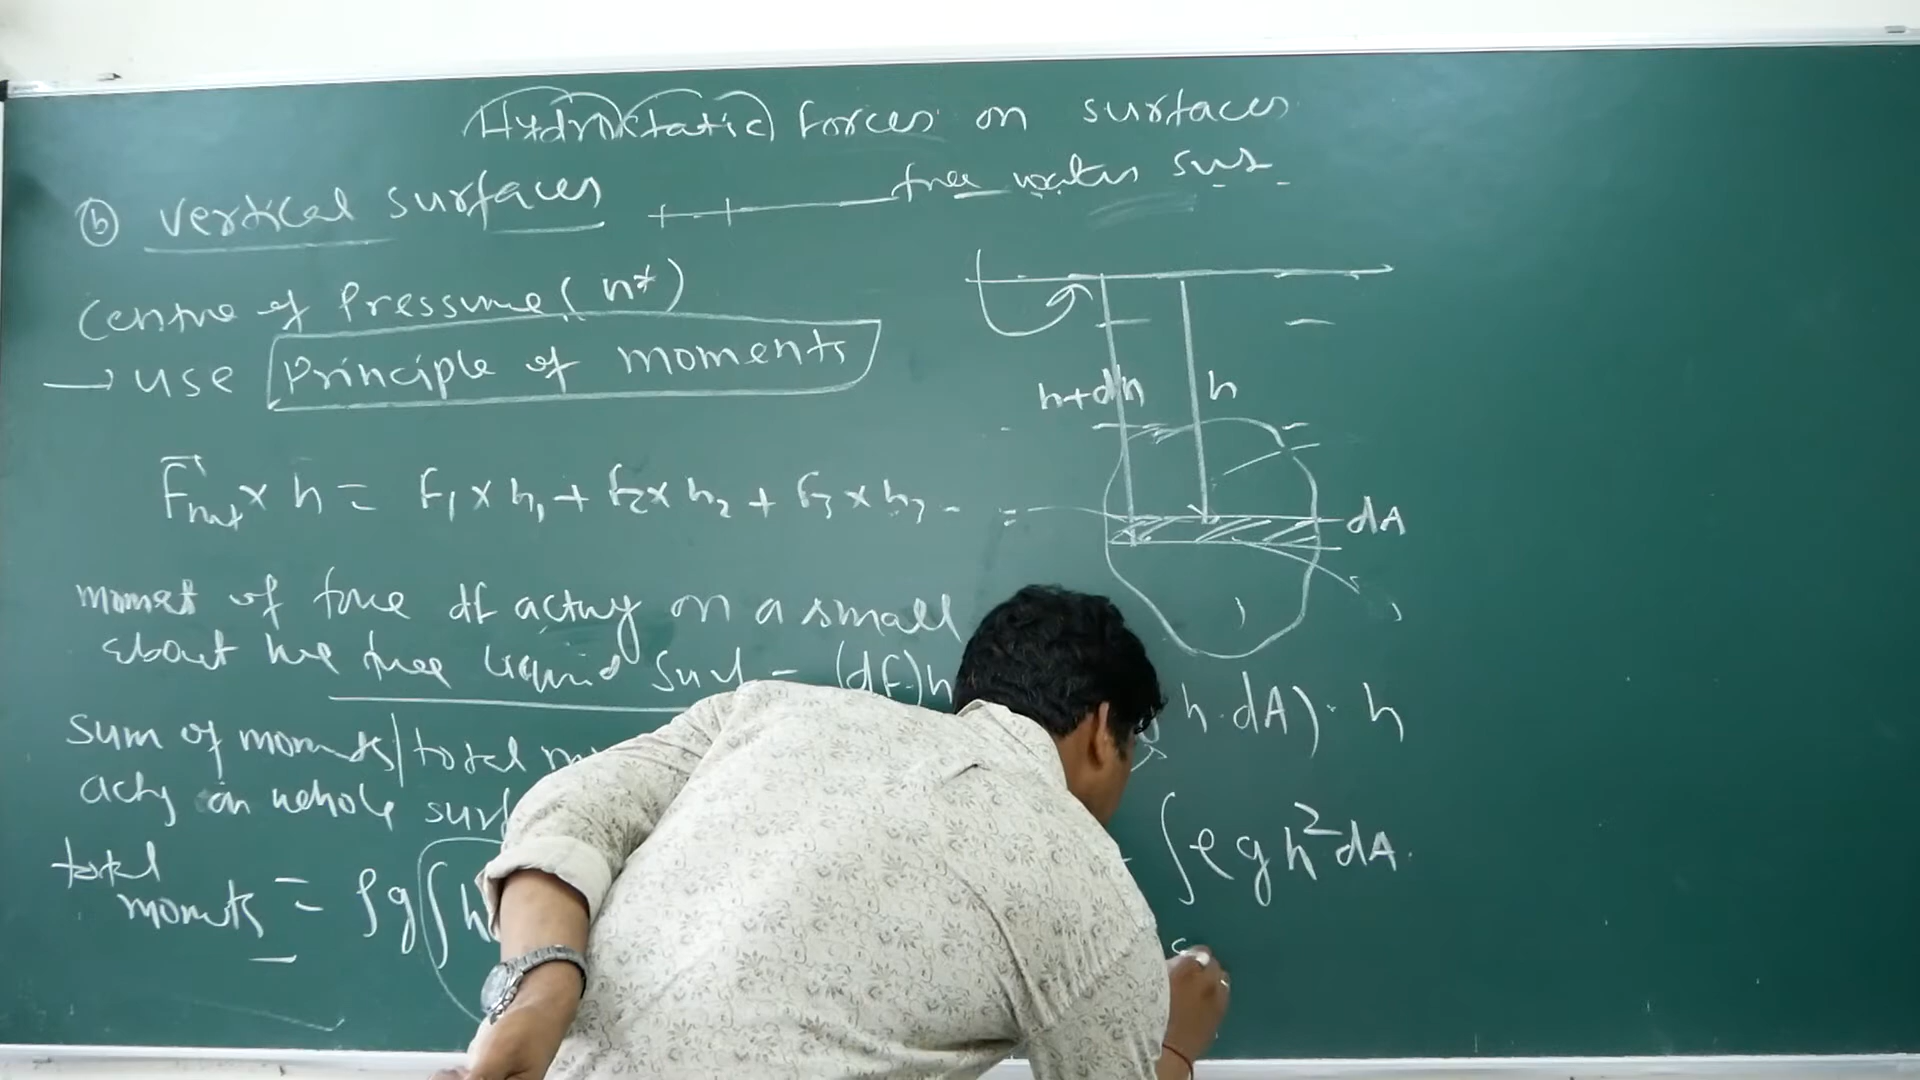 Hydrostatic Forces on surfaces
ⓑ vertical surfaces
free water sur
Centre of Pressure (h*)
→ use Principle of moments
h+dh h
F⃗net × h = F1 × h1 + F2 × h2 + F3 × h3 - -
dA
moment of force dF acting on a small
about the free liquid surf = (dF)h
h · dA) · h
sum of moments/total
acting on whole surf
= ∫ρgh²dA.
total
moments = ρg∫h